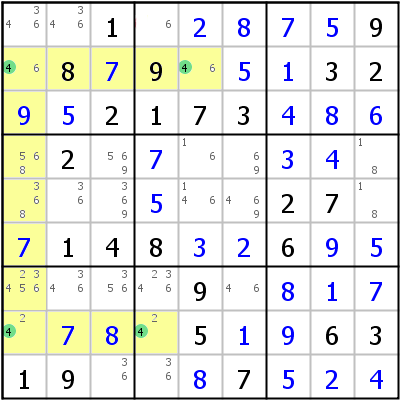 3 3
4 6 4 6 1 6 2 8 7 5 9
4 6 8 7 9 4 6 5 1 3 2
9 5 2 1 7 3 4 8 6
1 1
5 6 2 5 6 7 6 6 3 4
8 9 9 8
3 3 3 1 1
6 6 6 5 4 6 4 6 2 7
8 9 9 8
7 1 4 8 3 2 6 9 5
2 3 3 3 2 3
4 5 6 4 6 5 6 4 6 9 4 6 8 1 7
2 2
4 7 8 4 5 1 9 6 3
3 3
1 9 6 6 8 7 5 2 4